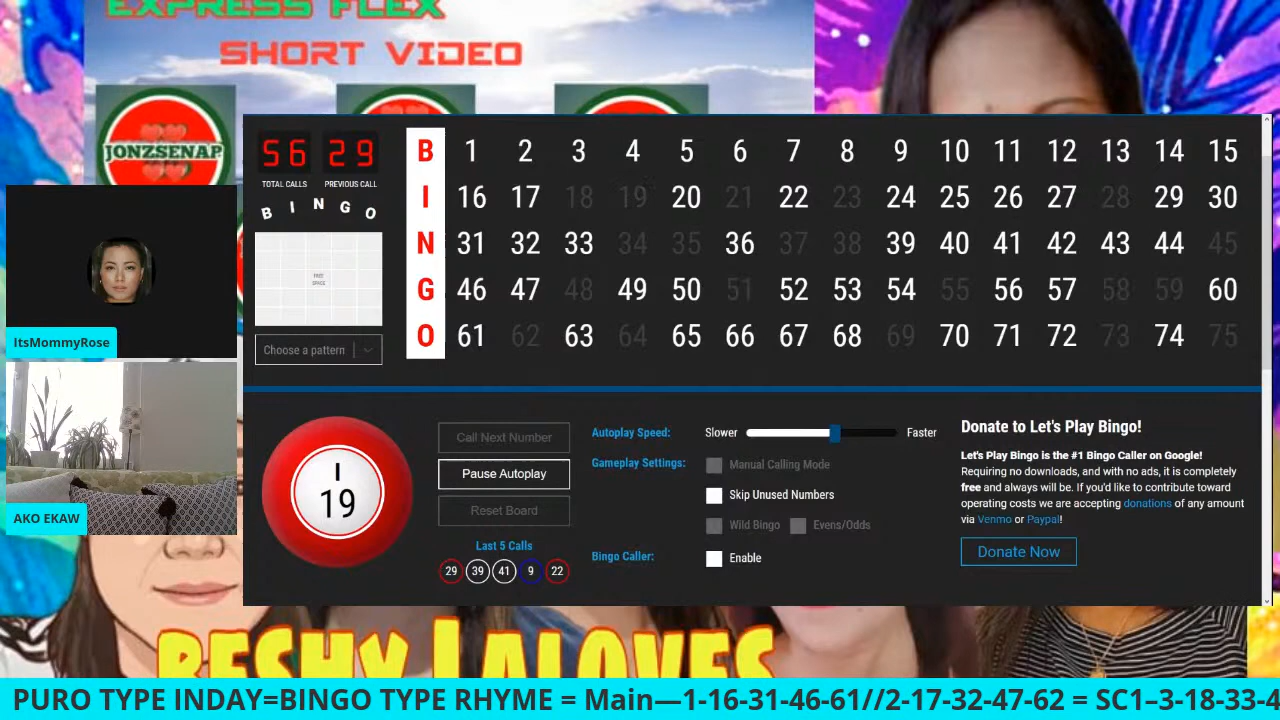 EXPRESS FLEX
SHORT VIDEO
JONZSENAP
56 29
TOTAL CALLS PREVIOUS CALL
B I N G O
FREE
SPACE
Choose a pattern
B 1 2 3 4 5 6 7 8 9 10 11 12 13 14 15
I 16 17 18 19 20 21 22 23 24 25 26 27 28 29 30
N 31 32 33 34 35 36 37 38 39 40 41 42 43 44 45
G 46 47 48 49 50 51 52 53 54 55 56 57 58 59 60
O 61 62 63 64 65 66 67 68 69 70 71 72 73 74 75
ItsMommyRose
AKO EKAW
I
19
Call Next Number
Pause Autoplay
Reset Board
Last 5 Calls
29 39 41 9 22
Autoplay Speed: Slower Faster
Gameplay Settings: Manual Calling Mode
Skip Unused Numbers
Wild Bingo Evens/Odds
Bingo Caller: Enable
Donate to Let's Play Bingo!
Let's Play Bingo is the #1 Bingo Caller on Google!
Requiring no downloads, and with no ads, it is completely
free and always will be. If you'd like to contribute toward
operating costs we are accepting donations of any amount
via Venmo or Paypal!
Donate Now
BESHY LALOVES
PURO TYPE INDAY=BINGO TYPE RHYME = Main—1-16-31-46-61//2-17-32-47-62 = SC1–3-18-33-4